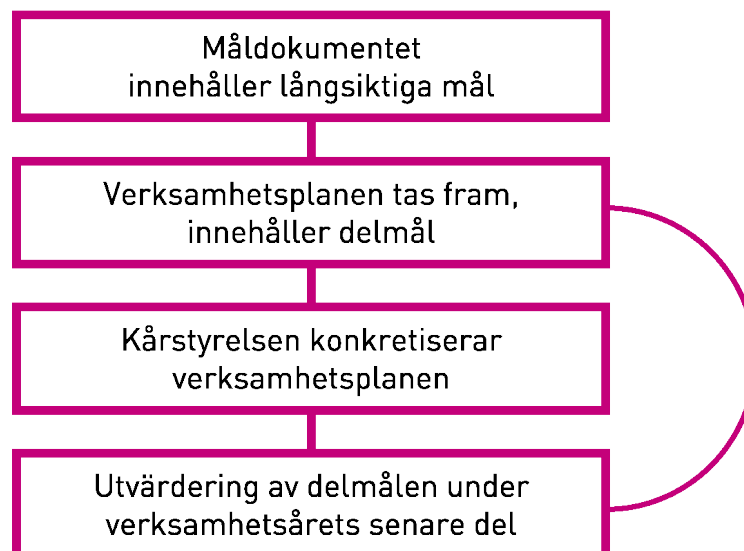 Måldokumentet
innehåller långsiktiga mål
Verksamhetsplanen tas fram,
innehåller delmål
Kårstyrelsen konkretiserar
verksamhetsplanen
Utvärdering av delmålen under
verksamhetsårets senare del